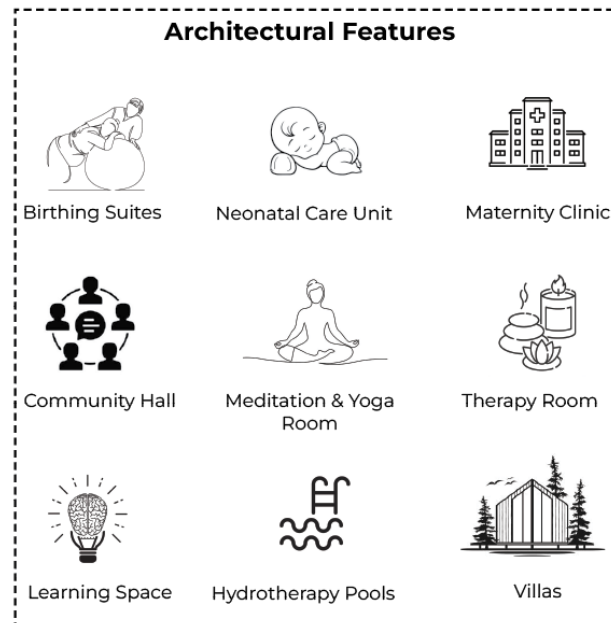 Architectural Features
Birthing Suites
Neonatal Care Unit
Maternity Clinic
Community Hall
Meditation & Yoga
Room
Therapy Room
Learning Space
Hydrotherapy Pools
Villas